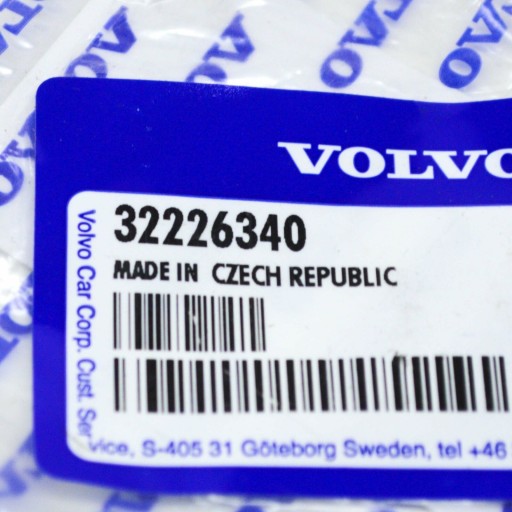 VOLVO
32226340
MADE IN CZECH REPUBLIC
Volvo Car Corp. Cust. Service, S-405 31 Göteborg Sweden, tel +46